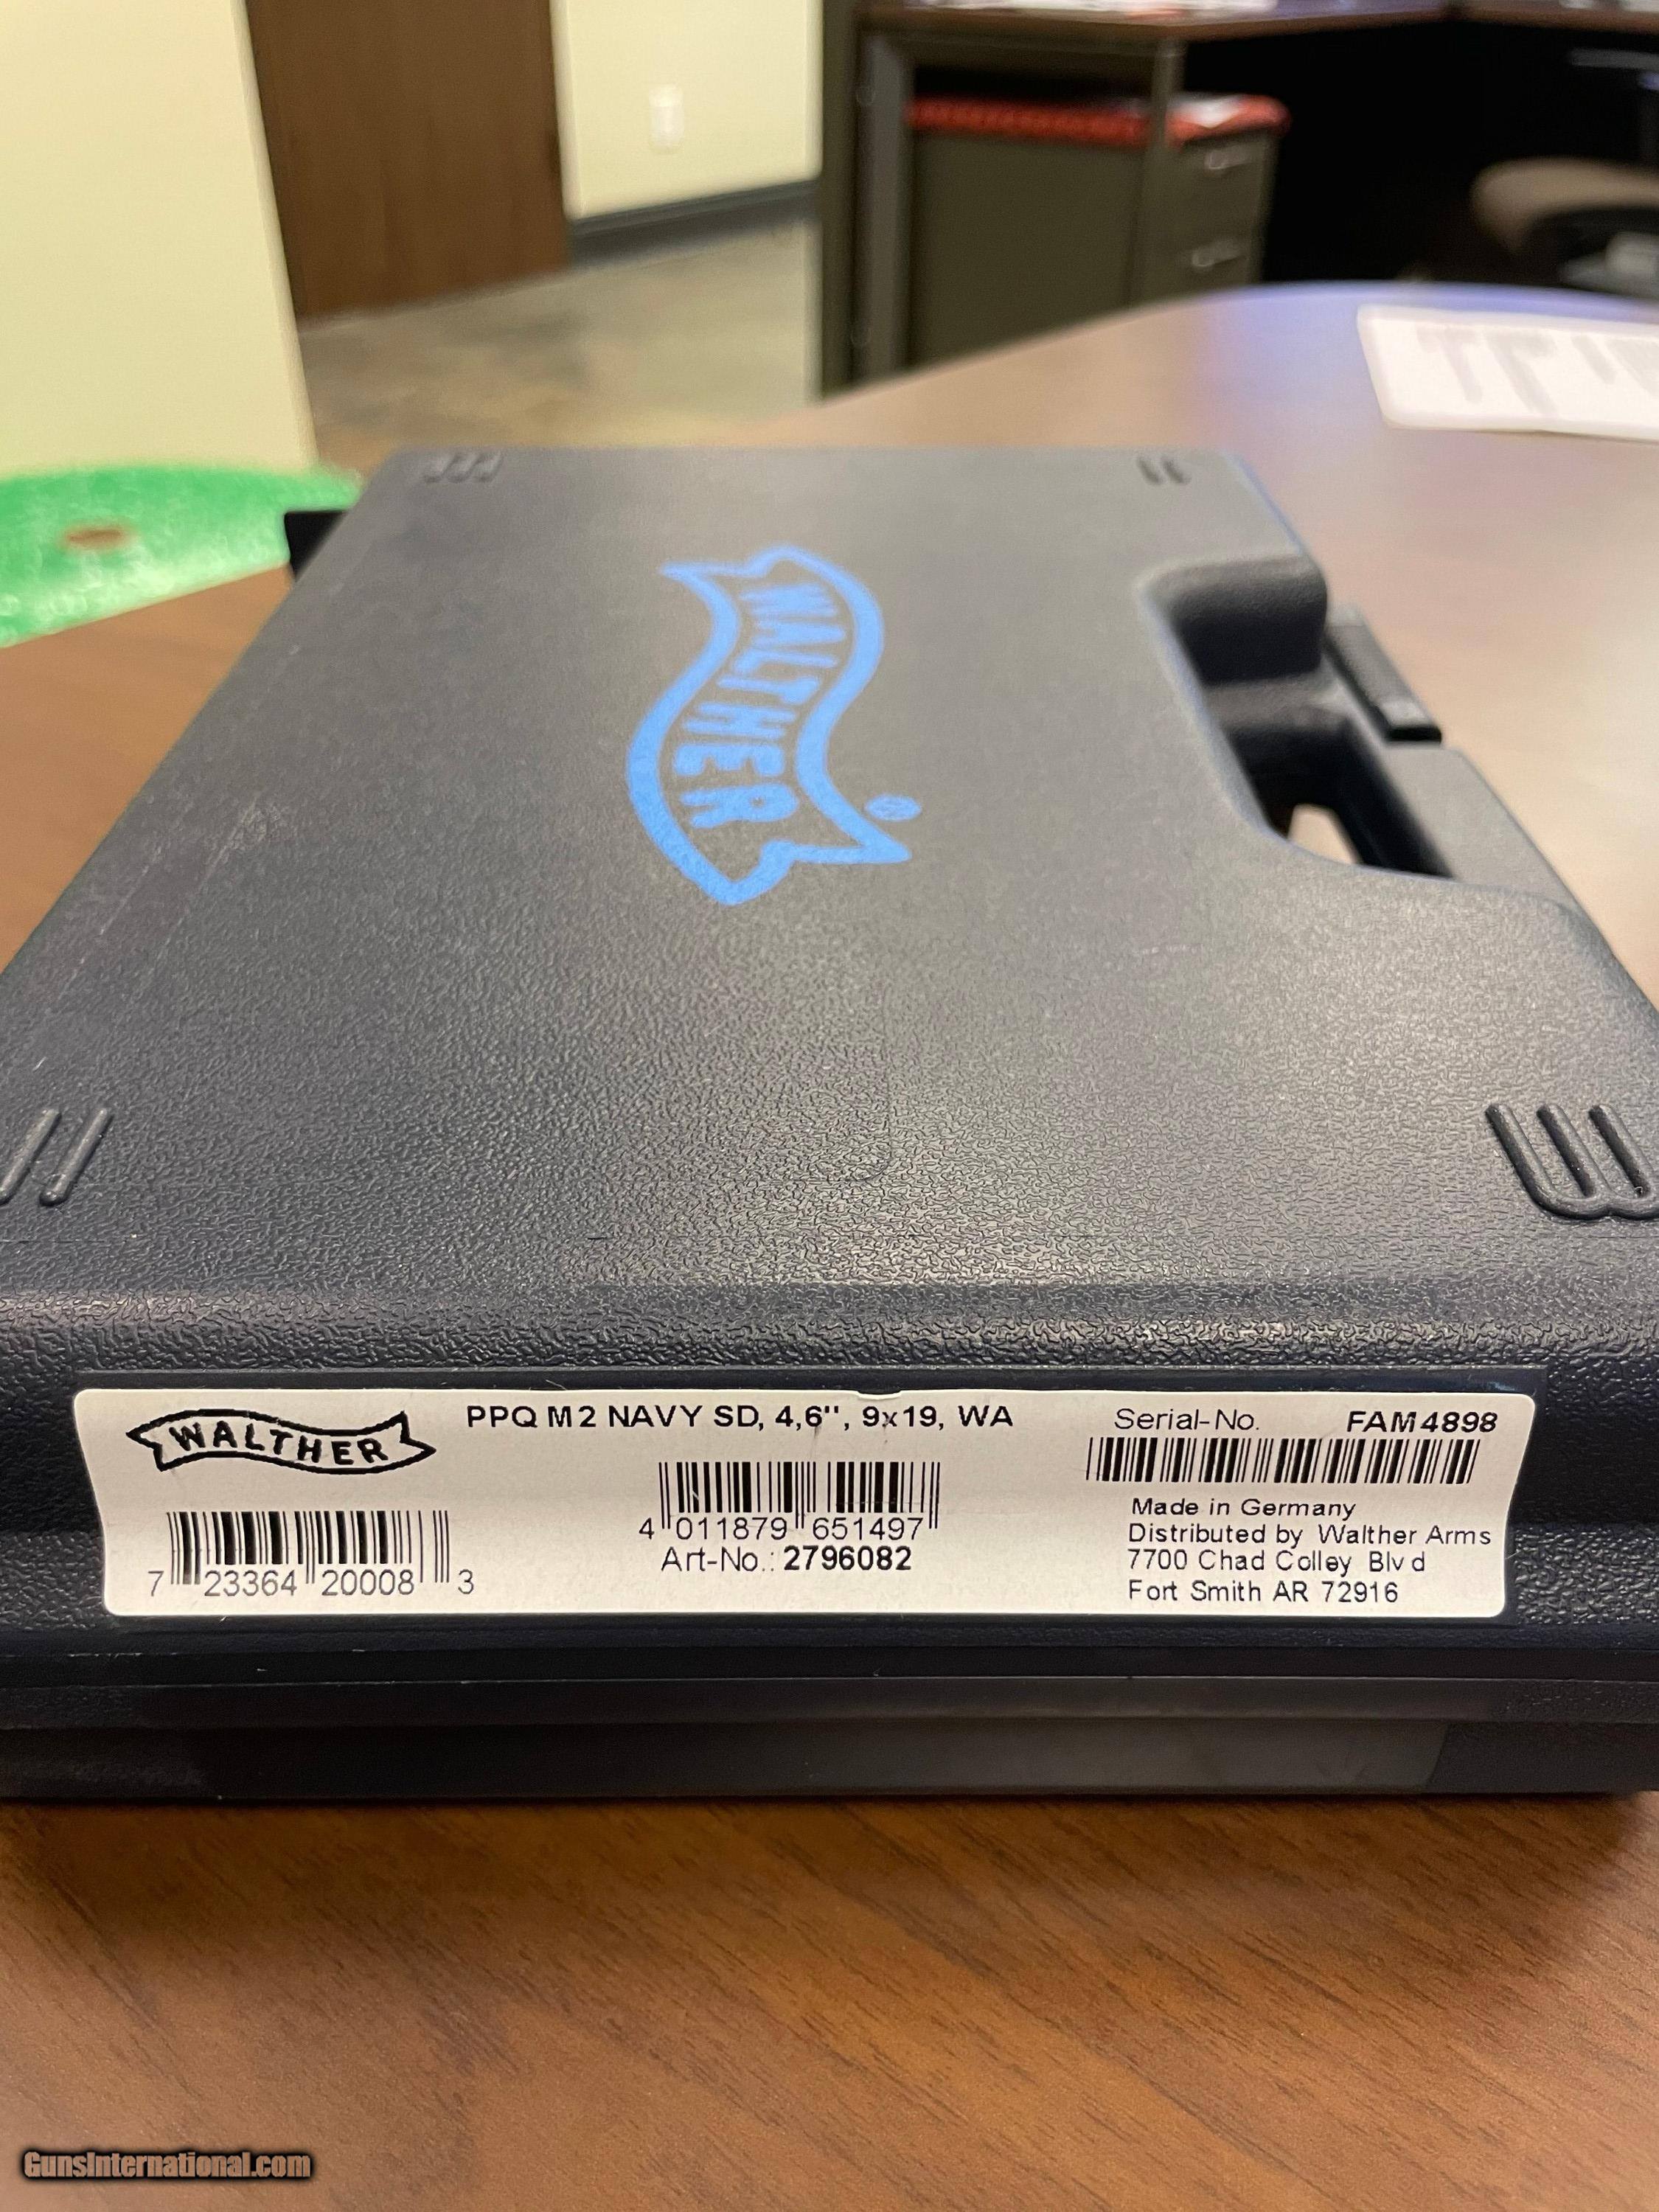 WALTHER ®
WALTHER
PPQ M2 NAVY SD, 4,6'', 9x19, WA
7 23364 20008 3
4 011879 651497
Art-No.: 2796082
Serial-No. FAM4898
Made in Germany
Distributed by Walther Arms
7700 Chad Colley Blvd
Fort Smith AR 72916
GunsInternational.com